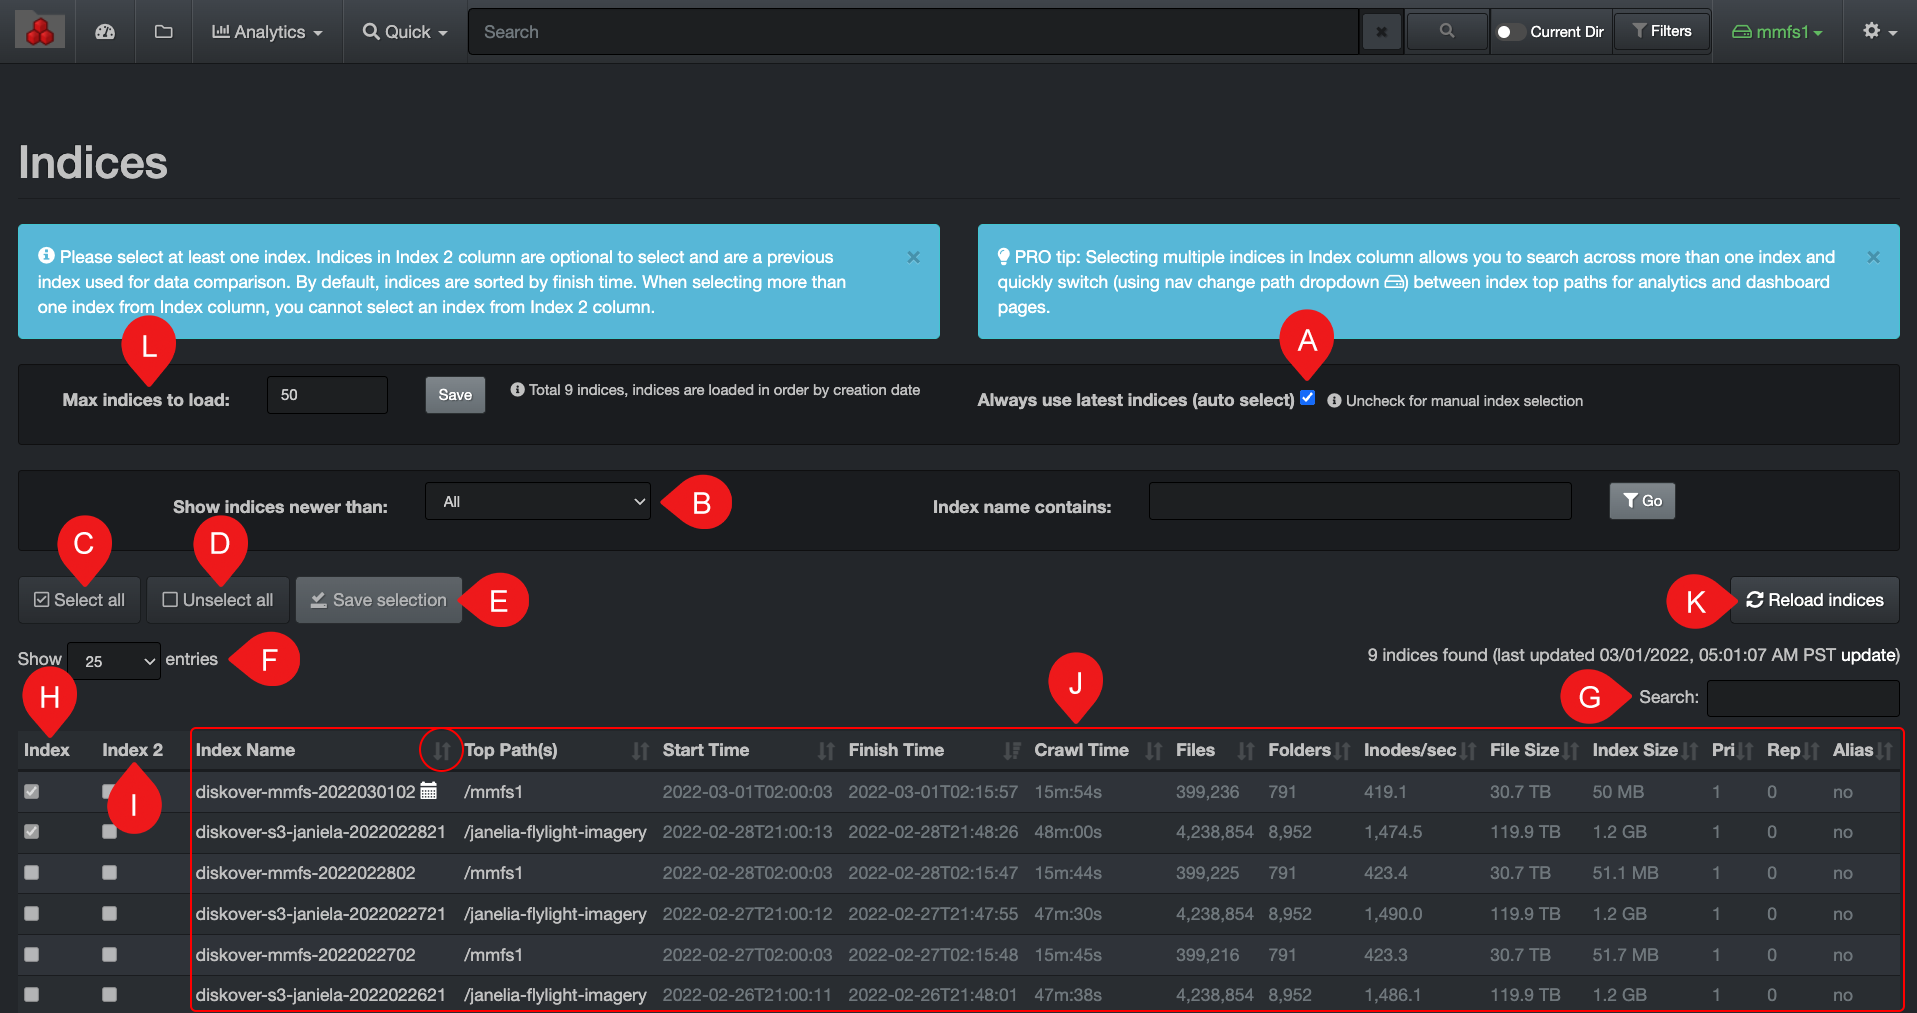 Analytics Quick Search Current Dir Filters mmfs1
Indices
Please select at least one index. Indices in Index 2 column are optional to select and are a previous
index used for data comparison. By default, indices are sorted by finish time. When selecting more than
one index from Index column, you cannot select an index from Index 2 column.
PRO tip: Selecting multiple indices in Index column allows you to search across more than one index and
quickly switch (using nav change path dropdown ) between index top paths for analytics and dashboard
pages.
L
A
Max indices to load: 50 Save Total 9 indices, indices are loaded in order by creation date
Always use latest indices (auto select) Uncheck for manual index selection
Show indices newer than: All B Index name contains: Go
C D
Select all Unselect all Save selection E K Reload indices
Show 25 entries F 9 indices found (last updated 03/01/2022, 05:01:07 AM PST update)
H J G Search:
Index Index 2 Index Name Top Path(s) Start Time Finish Time Crawl Time Files Folders Inodes/sec File Size Index Size Pri Rep Alias
I
diskover-mmfs-2022030102 /mmfs1 2022-03-01T02:00:03 2022-03-01T02:15:57 15m:54s 399,236 791 419.1 30.7 TB 50 MB 1 0 no
diskover-s3-janiela-2022022821 /janelia-flylight-imagery 2022-02-28T21:00:13 2022-02-28T21:48:26 48m:00s 4,238,854 8,952 1,474.5 119.9 TB 1.2 GB 1 0 no
diskover-mmfs-2022022802 /mmfs1 2022-02-28T02:00:03 2022-02-28T02:15:47 15m:44s 399,225 791 423.4 30.7 TB 51.1 MB 1 0 no
diskover-s3-janiela-2022022721 /janelia-flylight-imagery 2022-02-27T21:00:12 2022-02-27T21:47:55 47m:30s 4,238,854 8,952 1,490.0 119.9 TB 1.2 GB 1 0 no
diskover-mmfs-2022022702 /mmfs1 2022-02-27T02:00:03 2022-02-27T02:15:48 15m:45s 399,216 791 423.3 30.7 TB 51.7 MB 1 0 no
diskover-s3-janiela-2022022621 /janelia-flylight-imagery 2022-02-26T21:00:11 2022-02-26T21:48:01 47m:38s 4,238,854 8,952 1,486.1 119.9 TB 1.2 GB 1 0 no